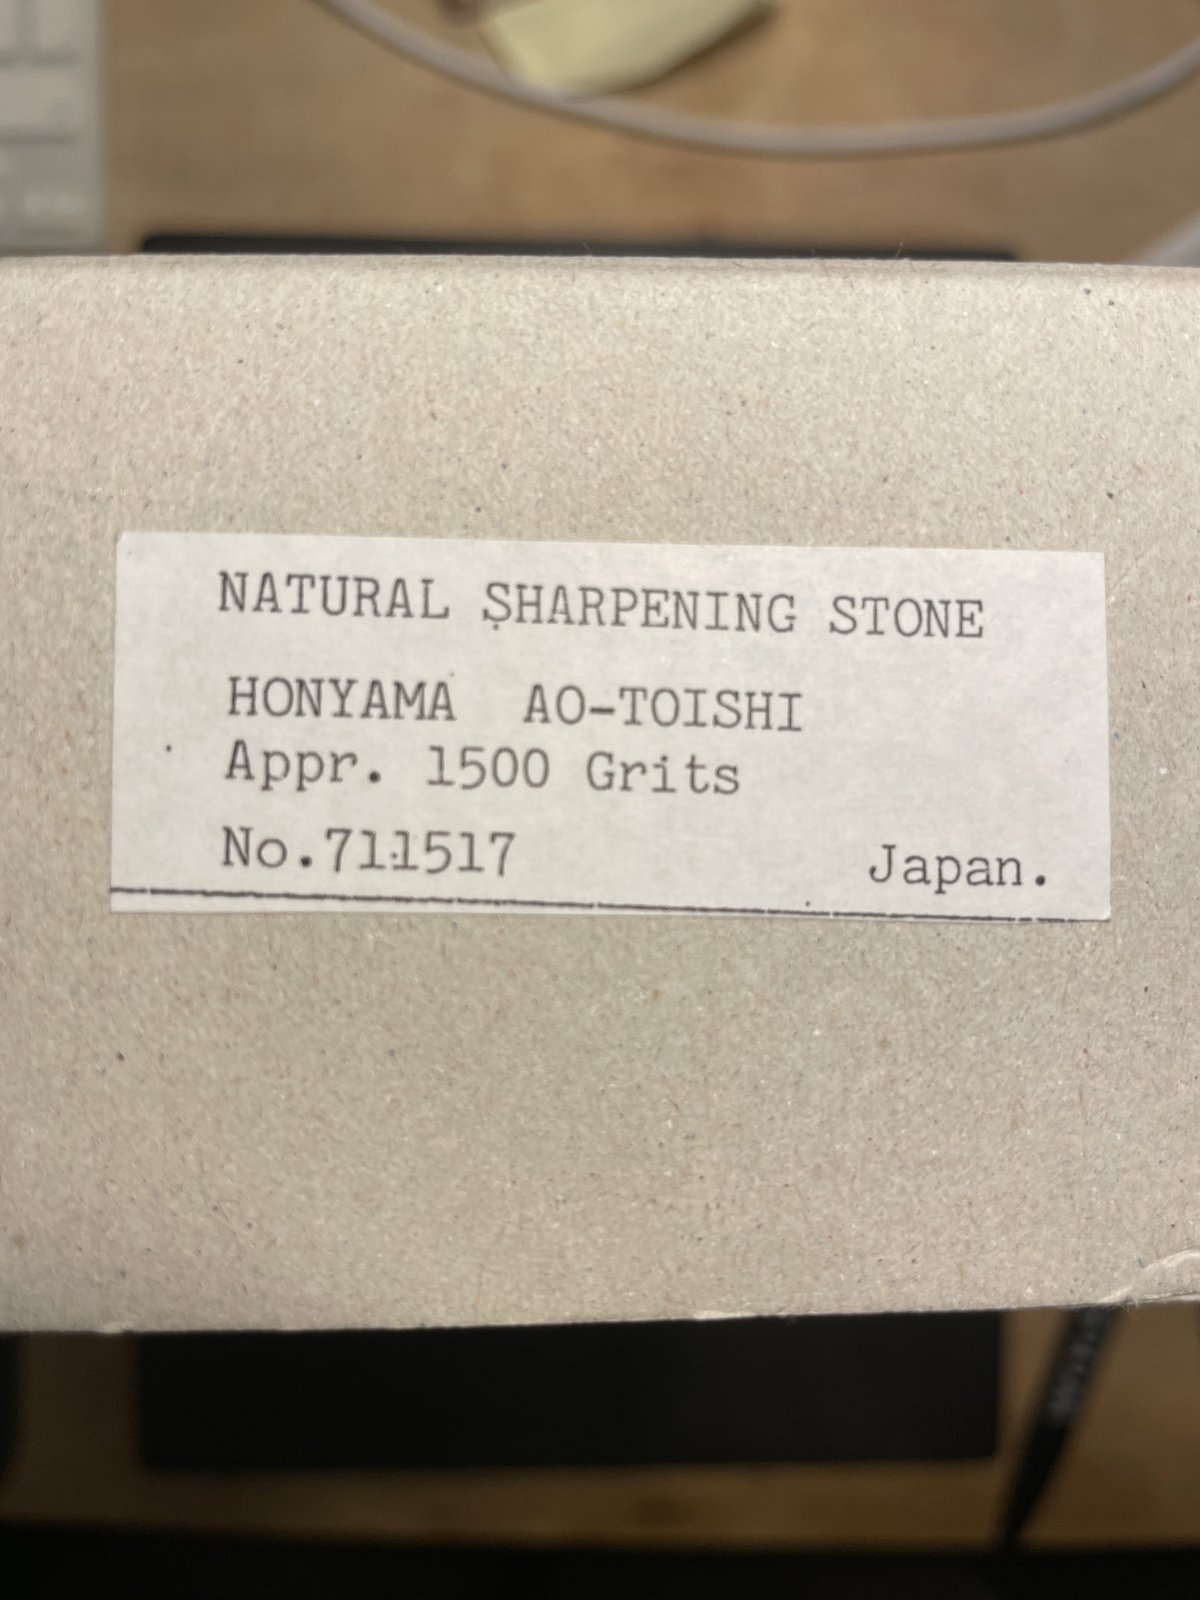 NATURAL SHARPENING STONE
HONYAMA AO-TOISHI
Appr. 1500 Grits
No.711517 Japan.